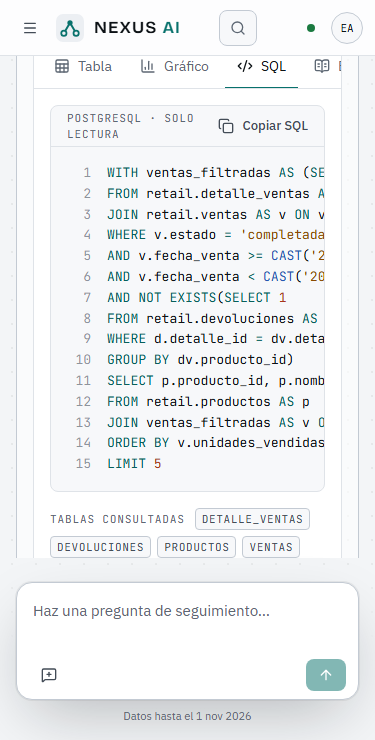 NEXUS AI
EA
Tabla
Gráfico
SQL
POSTGRESQL · SOLO LECTURA
Copiar SQL
1 WITH ventas_filtradas AS (SE
2 FROM retail.detalle_ventas A
3 JOIN retail.ventas AS v ON v
4 WHERE v.estado = 'completada
5 AND v.fecha_venta >= CAST('2
6 AND v.fecha_venta < CAST('20
7 AND NOT EXISTS(SELECT 1
8 FROM retail.devoluciones AS
9 WHERE d.detalle_id = dv.deta
10 GROUP BY dv.producto_id)
11 SELECT p.producto_id, p.nomb
12 FROM retail.productos AS p
13 JOIN ventas_filtradas AS v O
14 ORDER BY v.unidades_vendidas
15 LIMIT 5
TABLAS CONSULTADAS DETALLE_VENTAS
DEVOLUCIONES PRODUCTOS VENTAS
Haz una pregunta de seguimiento...
Datos hasta el 1 nov 2026